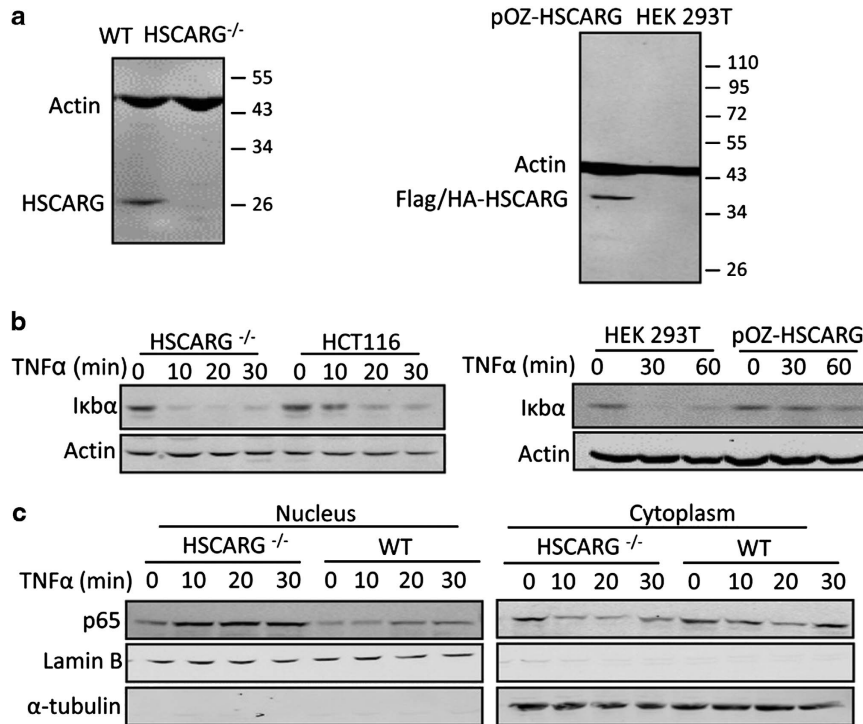 a
WT HSCARG-/-
Actin
HSCARG
55
43
34
26
pOZ-HSCARG HEK 293T
Actin
Flag/HA-HSCARG
110
95
72
55
43
34
26
b
HSCARG -/- HCT116
TNFα (min) 0 10 20 30 0 10 20 30
Iκbα
Actin
HEK 293T pOZ-HSCARG
TNFα (min) 0 30 60 0 30 60
Iκbα
Actin
c
Nucleus
HSCARG -/- WT
TNFα (min) 0 10 20 30 0 10 20 30
p65
Lamin B
α-tubulin
Cytoplasm
HSCARG -/- WT
0 10 20 30 0 10 20 30